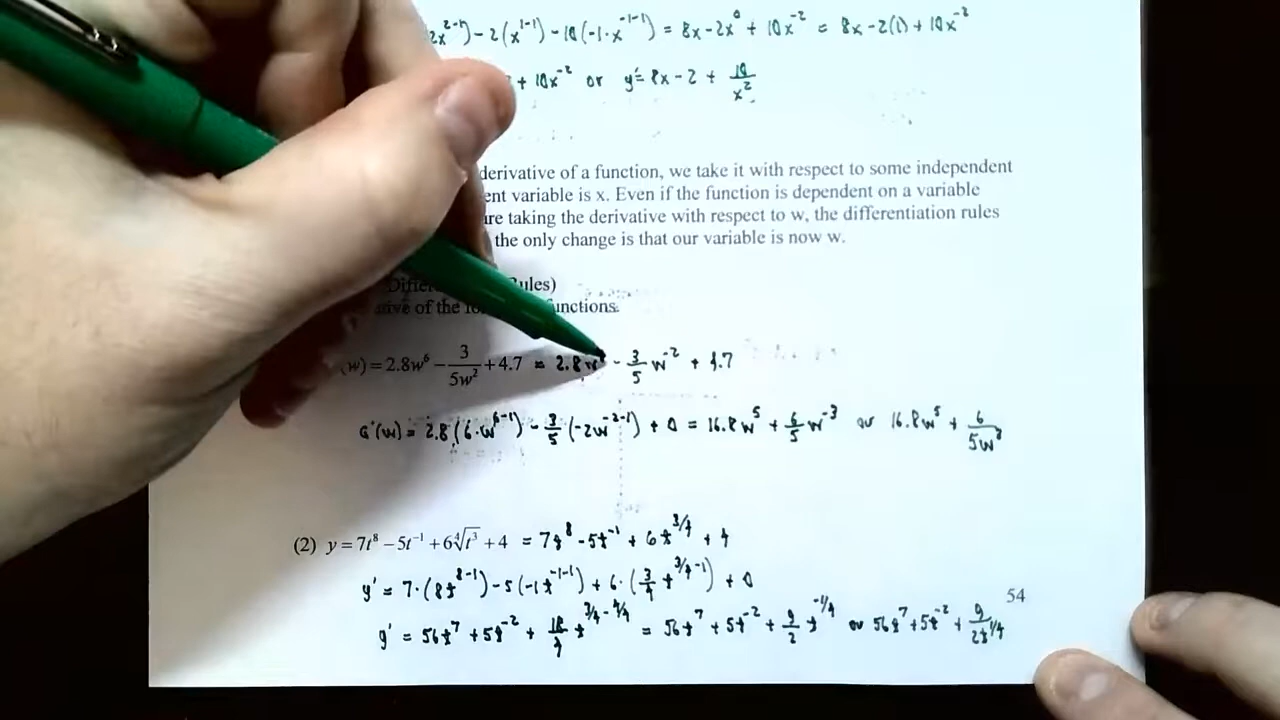 2x^{2-1}) - 2(x^{1-1}) - 10(-1·x^{-1-1}) = 8x - 2x^0 + 10x^{-2} = 8x - 2(1) + 10x^{-2}
+ 10x^{-2} or y' = 8x - 2 + 10/x^2
derivative of a function, we take it with respect to some independent
variable is x. Even if the function is dependent on a variable
taking the derivative with respect to w, the differentiation rules
the only change is that our variable is now w.
Rules)
of the functions.
w) = 2.8w^6 - 3/(5w^2) + 4.7 = 2.8w - 3/5 w^{-2} + 4.7
G'(w) = 2.8(6·w^{6-1}) - 3/5(-2w^{-2-1}) + 0 = 16.8w^5 + 6/5 w^{-3} or 16.8w^5 + 6/(5w^3)
(2) y = 7t^8 - 5t^{-1} + 6∜(t^3) + 4 = 7t^8 - 5t^{-1} + 6t^{3/4} + 4
y' = 7·(8t^{8-1}) - 5(-1t^{-1-1}) + 6·(3/4 t^{3/4-1}) + 0
54
y' = 56t^7 + 5t^{-2} + 18/4 t^{3/4-4/4} = 56t^7 + 5t^{-2} + 9/2 t^{-1/4} or 56t^7 + 5t^{-2} + 9/(2t^{1/4})